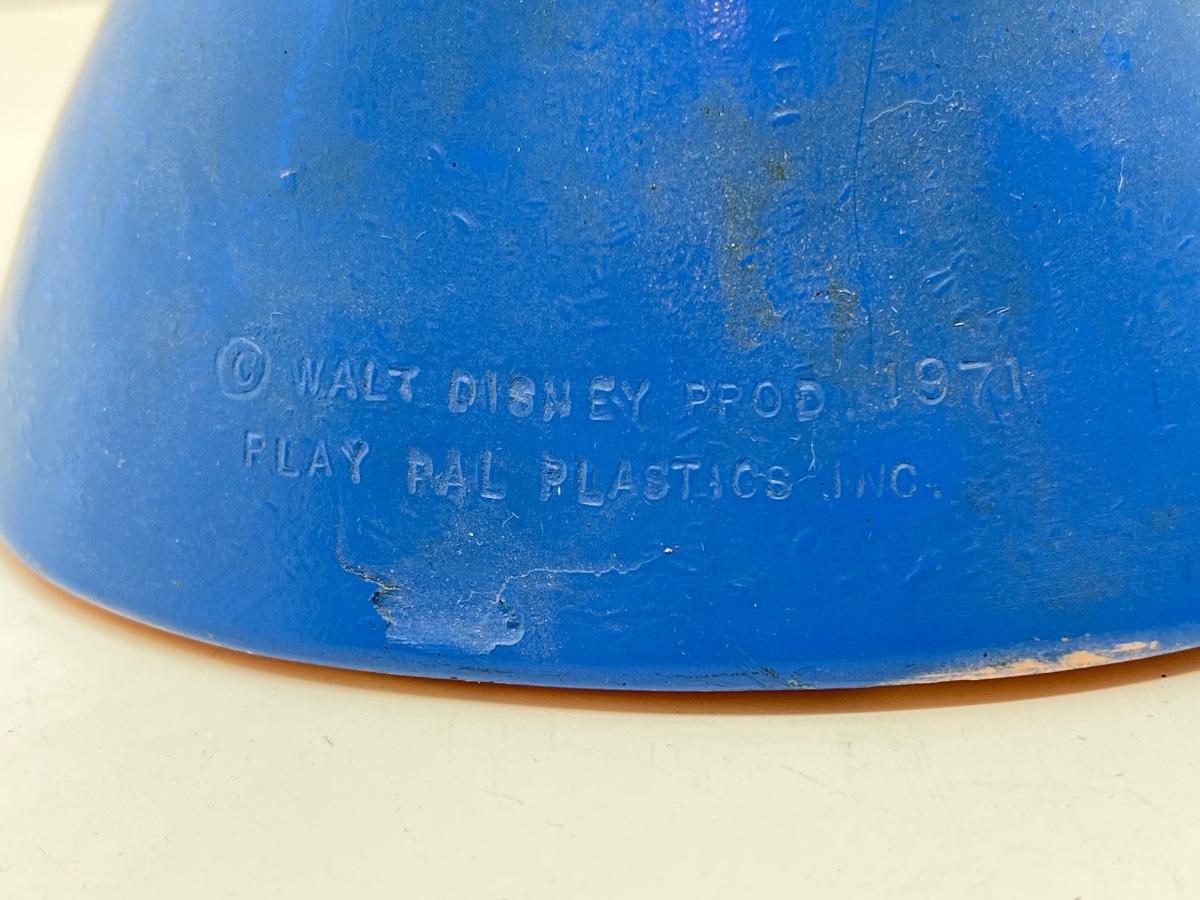 © WALT DISNEY PROD. 1971
PLAY PAL PLASTICS INC.